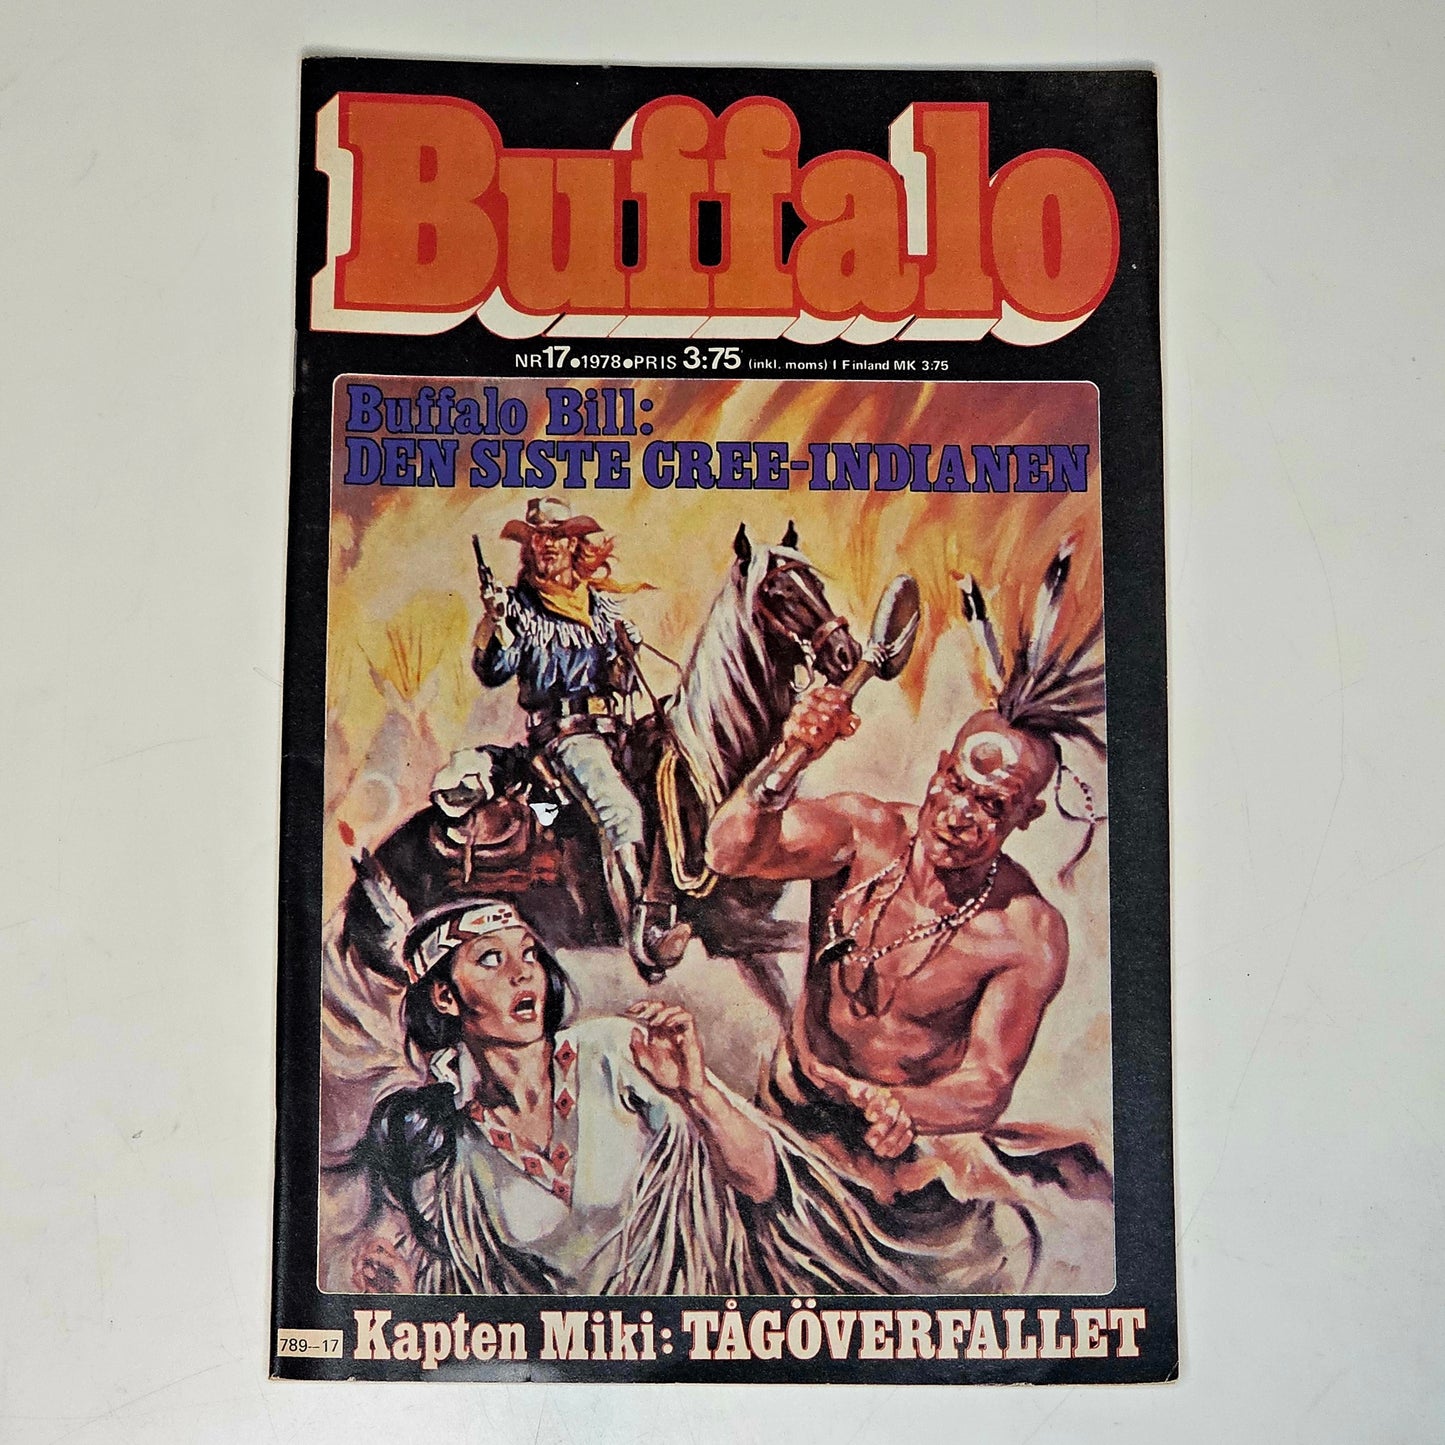 Buffalo
NR 17•1978•PRIS 3:75 (inkl. moms) I Finland MK 3:75
Buffalo Bill:
DEN SISTE CREE-INDIANEN
789--17
Kapten Miki: TÅGÖVERFALLET